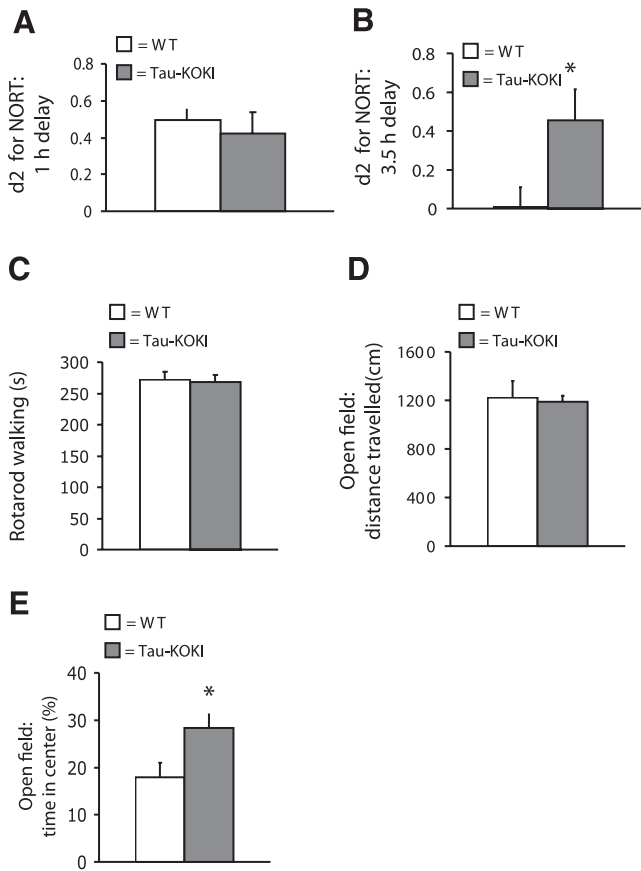 A
= WT
= Tau-KOKI
d2 for NORT:
1 h delay
0.8
0.6
0.4
0.2
0
B
= WT
= Tau-KOKI
d2 for NORT:
3.5 h delay
0.8
0.6
0.4
0.2
0
*
C
= WT
= Tau-KOKI
Rotarod walking (s)
300
250
200
150
200
150
100
50
0
D
= WT
= Tau-KOKI
Open field:
distance travelled(cm)
1600
1200
800
400
0
E
= WT
= Tau-KOKI
Open field:
time in center (%)
40
30
20
10
0
*